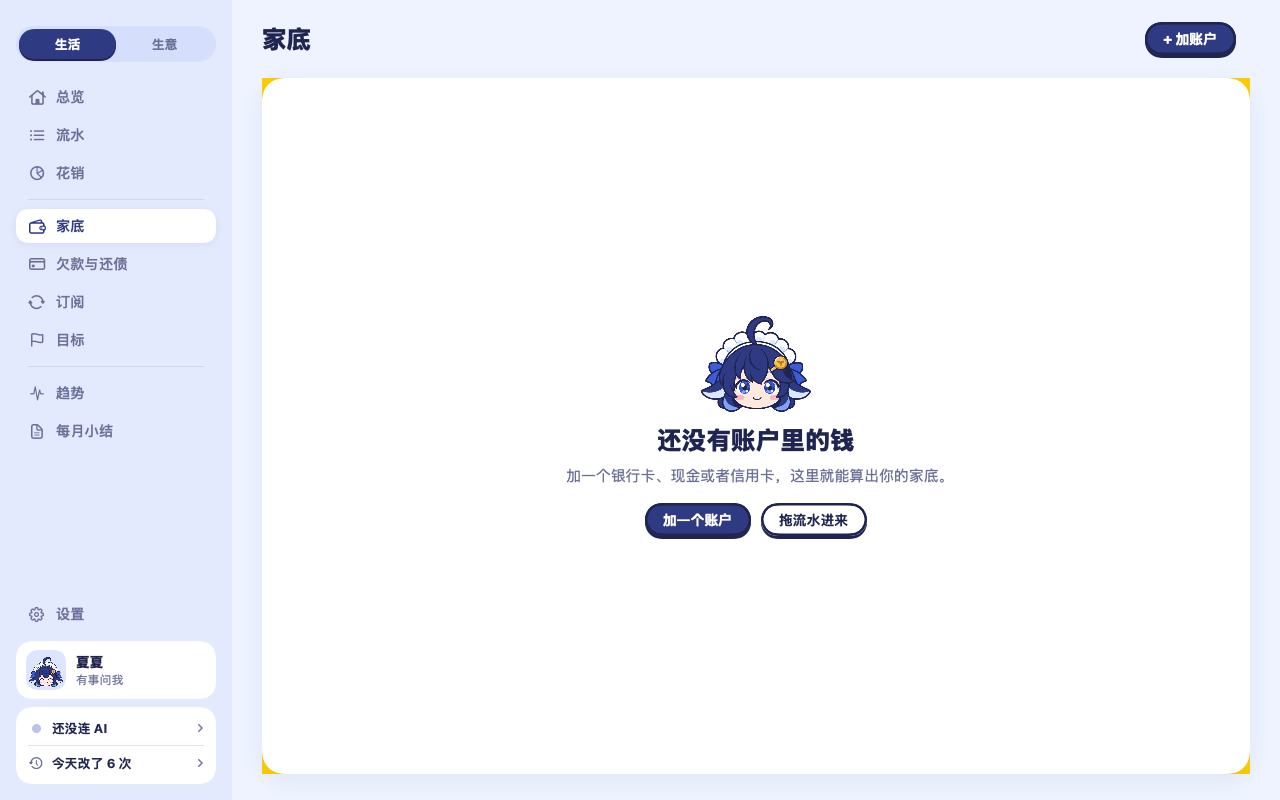 生活
生意
总览
流水
花销
家底
欠款与还债
订阅
目标
趋势
每月小结
设置
夏夏
有事问我
还没连 AI
今天改了 6 次
家底
+ 加账户
还没有账户里的钱
加一个银行卡、现金或者信用卡，这里就能算出你的家底。
加一个账户
拖流水进来